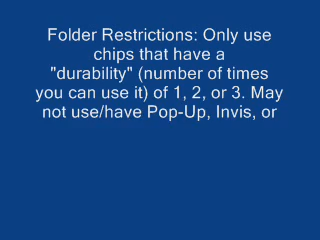 Folder Restrictions: Only use
chips that have a
"durability" (number of times
you can use it) of 1, 2, or 3. May
not use/have Pop-Up, Invis, or